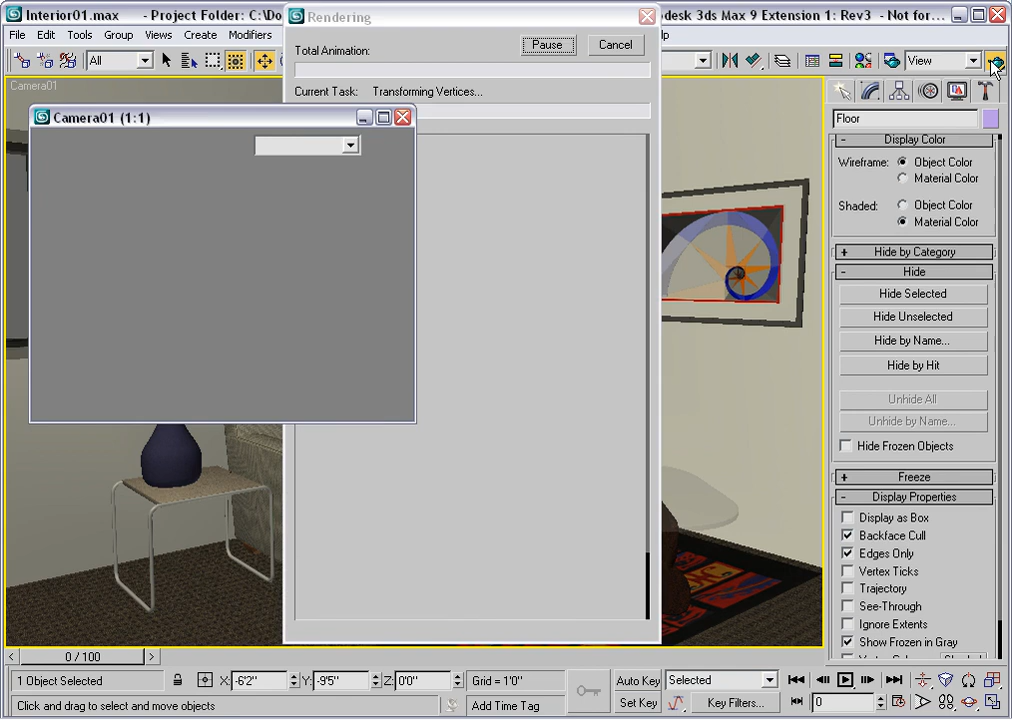 Interior01.max - Project Folder: C:\Do
Rendering
desk 3ds Max 9 Extension 1: Rev3 - Not for...
File Edit Tools Group Views Create Modifiers
lp
Total Animation:
Pause
Cancel
All
View
Camera01
Current Task: Transforming Vertices...
Camera01 (1:1)
Floor
- Display Color
Wireframe: Object Color
Material Color
Shaded: Object Color
Material Color
+ Hide by Category
- Hide
Hide Selected
Hide Unselected
Hide by Name...
Hide by Hit
Unhide All
Unhide by Name...
Hide Frozen Objects
+ Freeze
- Display Properties
Display as Box
Backface Cull
Edges Only
Vertex Ticks
Trajectory
See-Through
Ignore Extents
Show Frozen in Gray
< 0 / 100 >
1 Object Selected
X: -6'2" Y: -9'5" Z: 0'0" Grid = 1'0"
Auto Key Selected
Click and drag to select and move objects
Add Time Tag
Set Key
Key Filters...
0